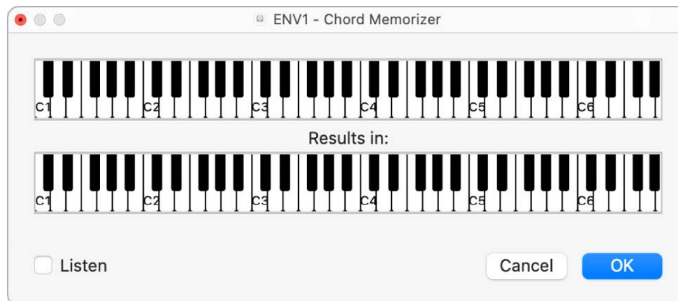 ENV1 - Chord Memorizer
C1 C2 C3 C4 C5 C6
Results in:
C1 C2 C3 C4 C5 C6
Listen Cancel OK